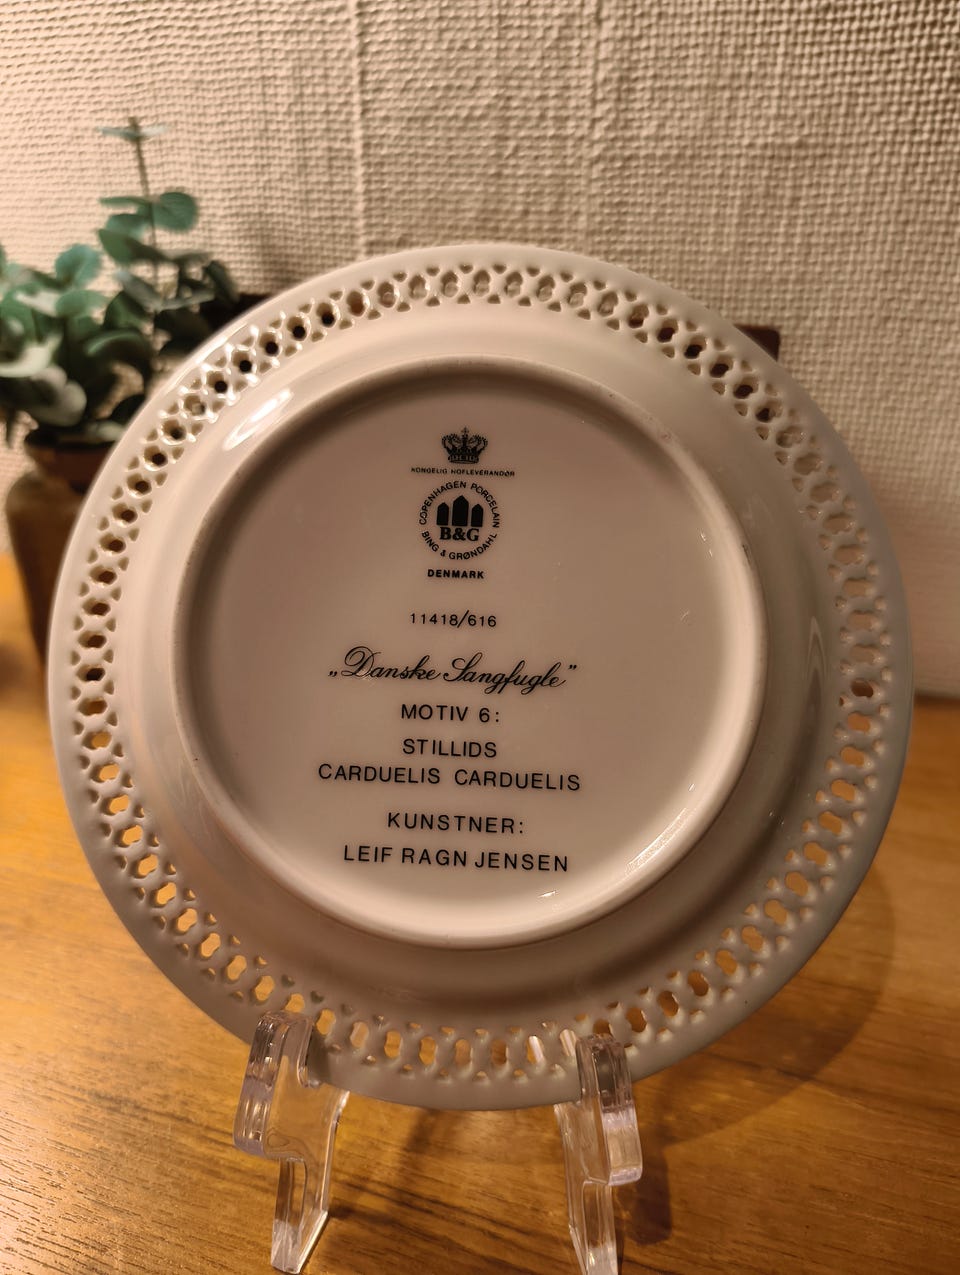 KONGELIG HOFLEVERANDØR
COPENHAGEN PORCELAIN
B&G
BING & GRØNDAHL
DENMARK
11418/616
„Danske Sangfugle”
MOTIV 6:
STILLIDS
CARDUELIS CARDUELIS
KUNSTNER:
LEIF RAGN JENSEN